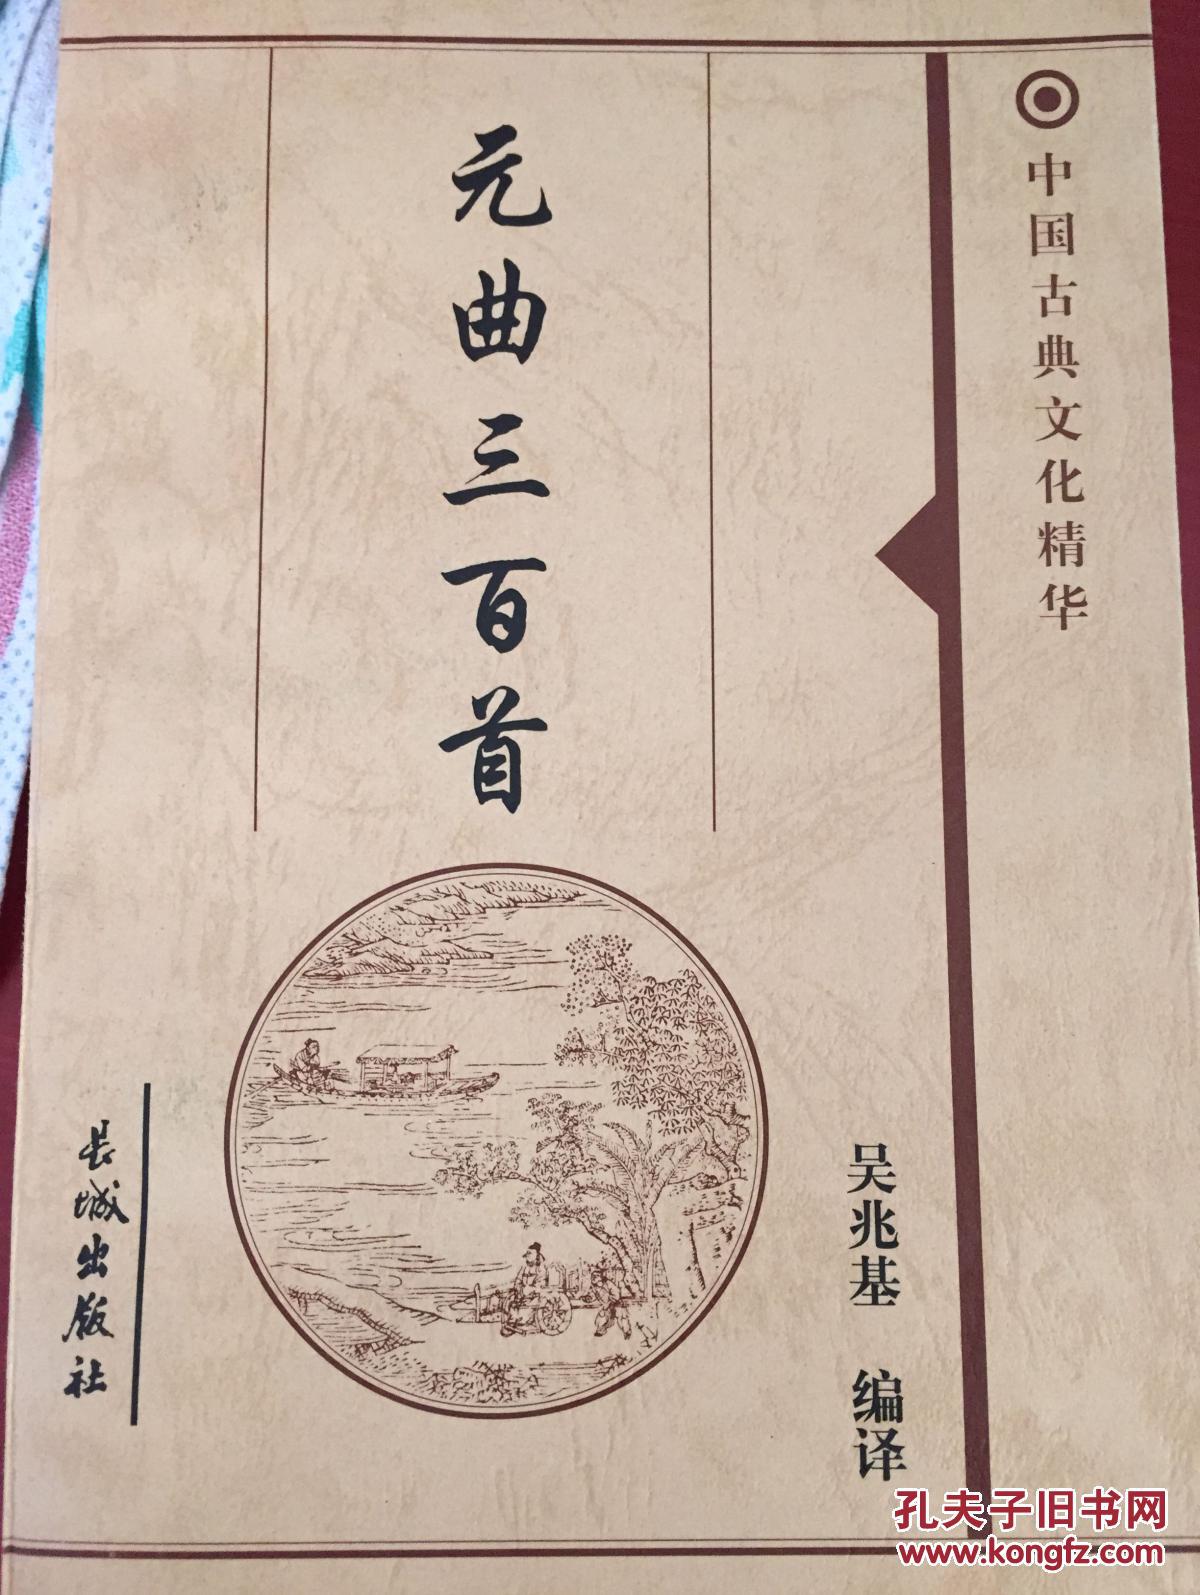 中国古典文化精华
元曲三百首
吴兆基 编译
长城出版社
孔夫子旧书网
www.kongfz.com